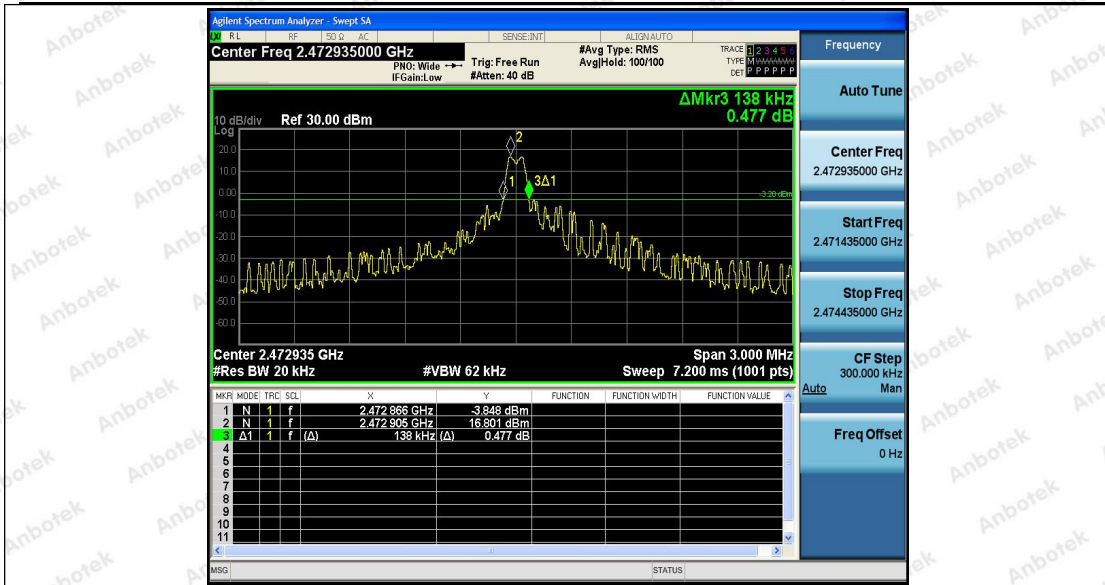 Agilent Spectrum Analyzer - Swept SA
RL RF 50 Ω AC SENSE:INT ALIGN AUTO
Center Freq 2.472935000 GHz
PNO: Wide
IFGain:Low
Trig: Free Run
#Atten: 40 dB
#Avg Type: RMS
Avg|Hold: 100/100
TRACE 1 2 3 4 5 6
TYPE M
DET P P P P P P
ΔMkr3 138 kHz
0.477 dB
10 dB/div Ref 30.00 dBm
Log
20.0
10.0
0.00
-10.0
-20.0
-30.0
-40.0
-50.0
-60.0
2
1
3Δ1
-3.20 dBm
Center 2.472935 GHz
Span 3.000 MHz
#Res BW 20 kHz #VBW 62 kHz Sweep 7.200 ms (1001 pts)
MKR MODE TRC SCL X Y FUNCTION FUNCTION WIDTH FUNCTION VALUE
1 N 1 f 2.472 866 GHz -3.848 dBm
2 N 1 f 2.472 905 GHz 16.801 dBm
3 Δ1 1 f (Δ) 138 kHz (Δ) 0.477 dB
4
5
6
7
8
9
10
11
MSG STATUS
Frequency
Auto Tune
Center Freq
2.472935000 GHz
Start Freq
2.471435000 GHz
Stop Freq
2.474435000 GHz
CF Step
300.000 kHz
Auto Man
Freq Offset
0 Hz
Anbotek